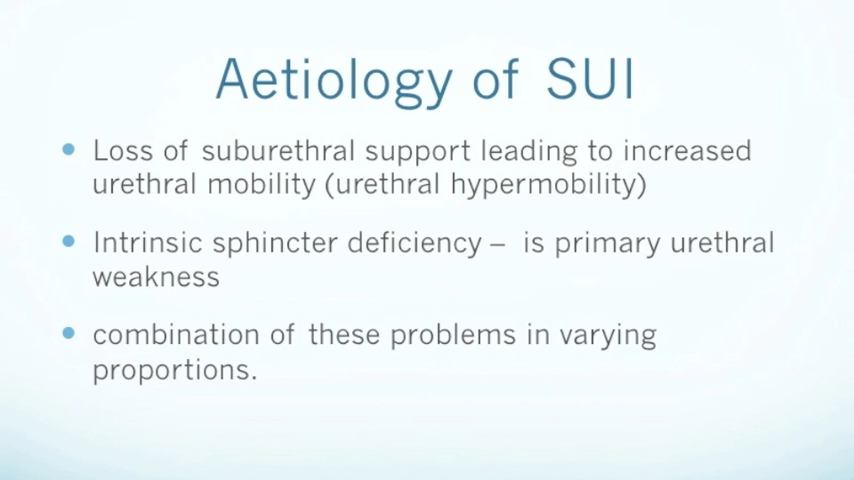 Aetiology of SUI
• Loss of suburethral support leading to increased
urethral mobility (urethral hypermobility)
• Intrinsic sphincter deficiency – is primary urethral
weakness
• combination of these problems in varying
proportions.